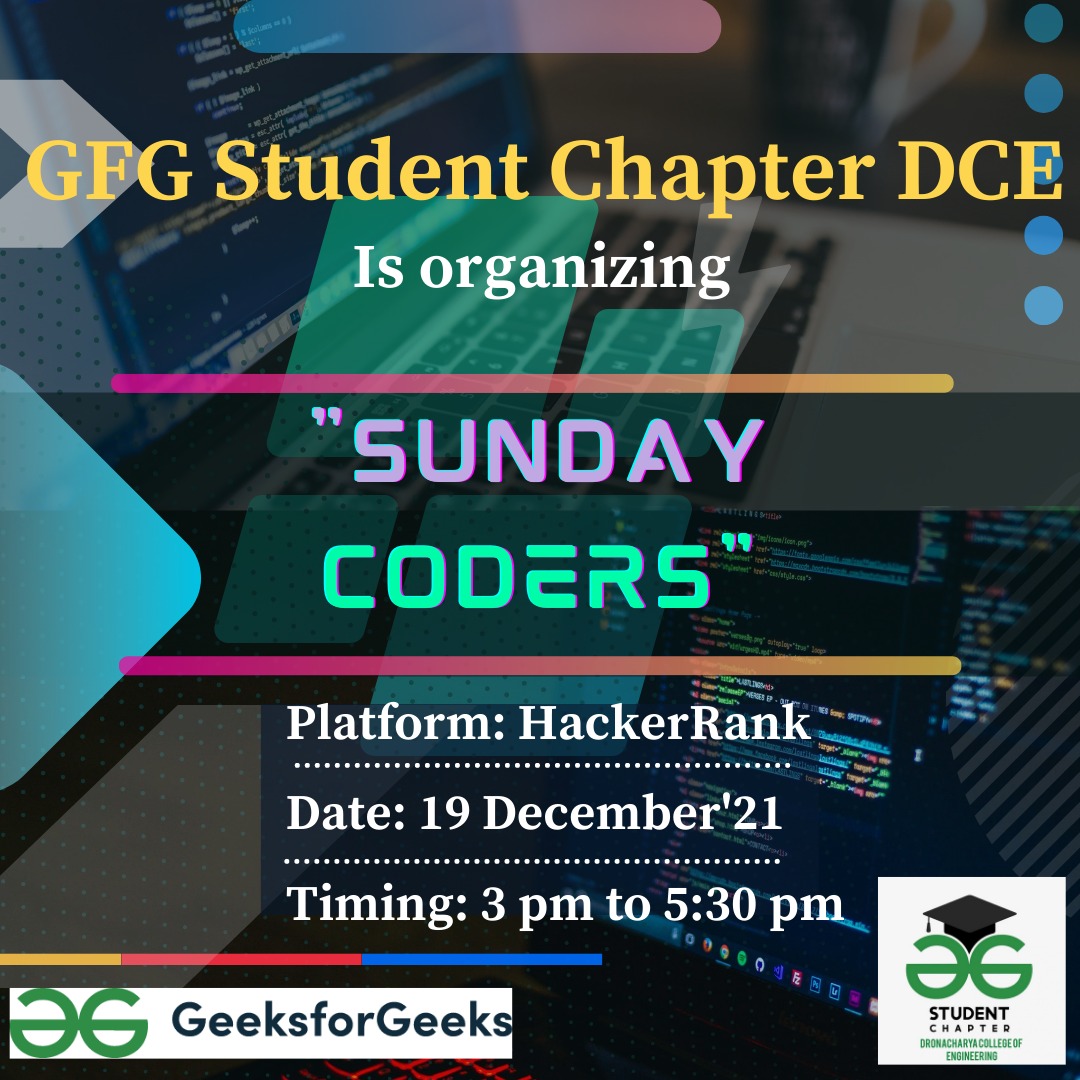 GFG Student Chapter DCE
Is organizing
"SUNDAY
CODERS"
Platform: HackerRank
Date: 19 December'21
Timing: 3 pm to 5:30 pm
GeeksforGeeks
STUDENT
CHAPTER
DRONACHARYA COLLEGE OF
ENGINEERING